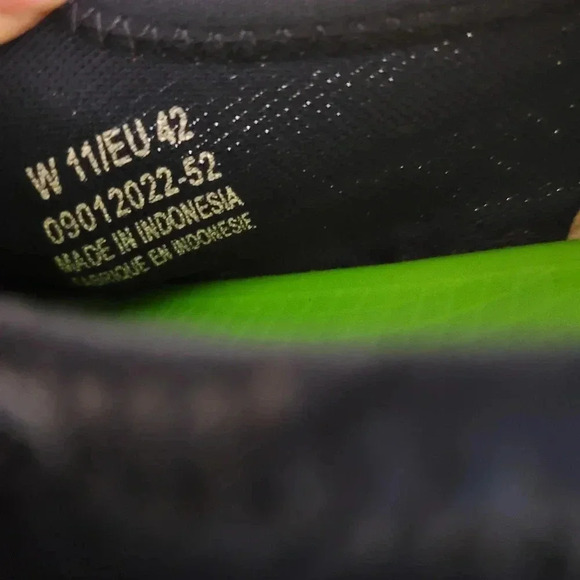 W 11/EU 42
09012022-52
MADE IN INDONESIA
FABRIQUE EN INDONESIE